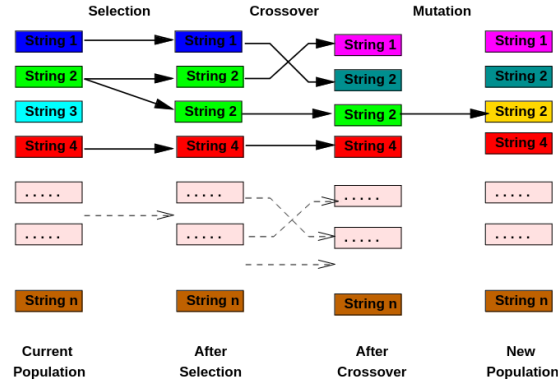 Selection Crossover Mutation
String 1 String 1 String 1 String 1
String 2 String 2 String 2 String 2
String 3 String 2 String 2 String 2
String 4 String 4 String 4 String 4
. . . . . . . . . . . . . . . . . . . .
. . . . . . . . . . . . . . . . . . . .
String n String n String n String n
Current After After New
Population Selection Crossover Population